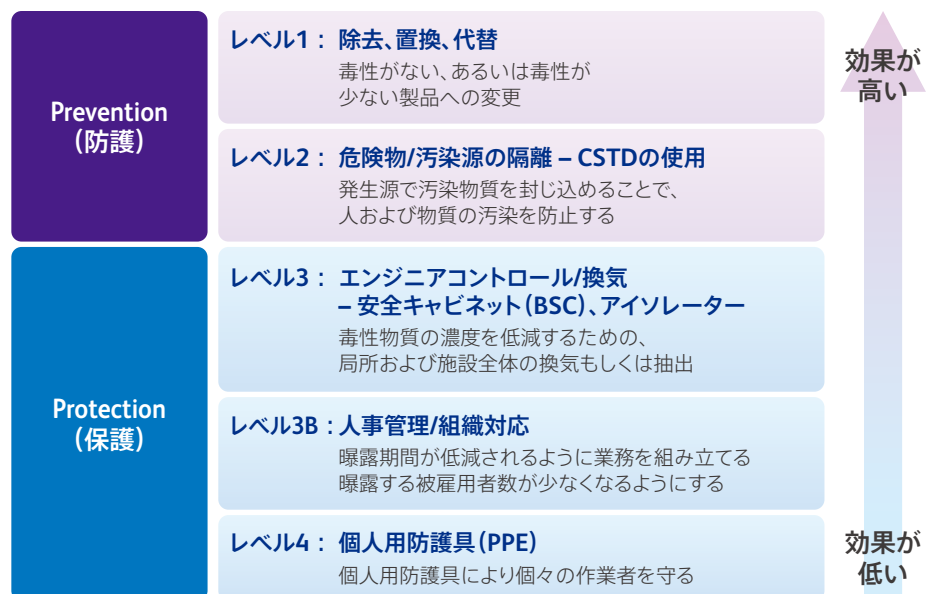 Prevention
（防護）
レベル1： 除去、置換、代替
毒性がない、あるいは毒性が
少ない製品への変更
レベル2： 危険物/汚染源の隔離 – CSTDの使用
発生源で汚染物質を封じ込めることで、
人および物質の汚染を防止する
Protection
（保護）
レベル3： エンジニアコントロール/換気
– 安全キャビネット（BSC）、アイソレーター
毒性物質の濃度を低減するための、
局所および施設全体の換気もしくは抽出
レベル3B：人事管理/組織対応
曝露期間が低減されるように業務を組み立てる
曝露する被雇用者数が少なくなるようにする
レベル4： 個人用防護具（PPE）
個人用防護具により個々の作業者を守る
効果が
高い
効果が
低い